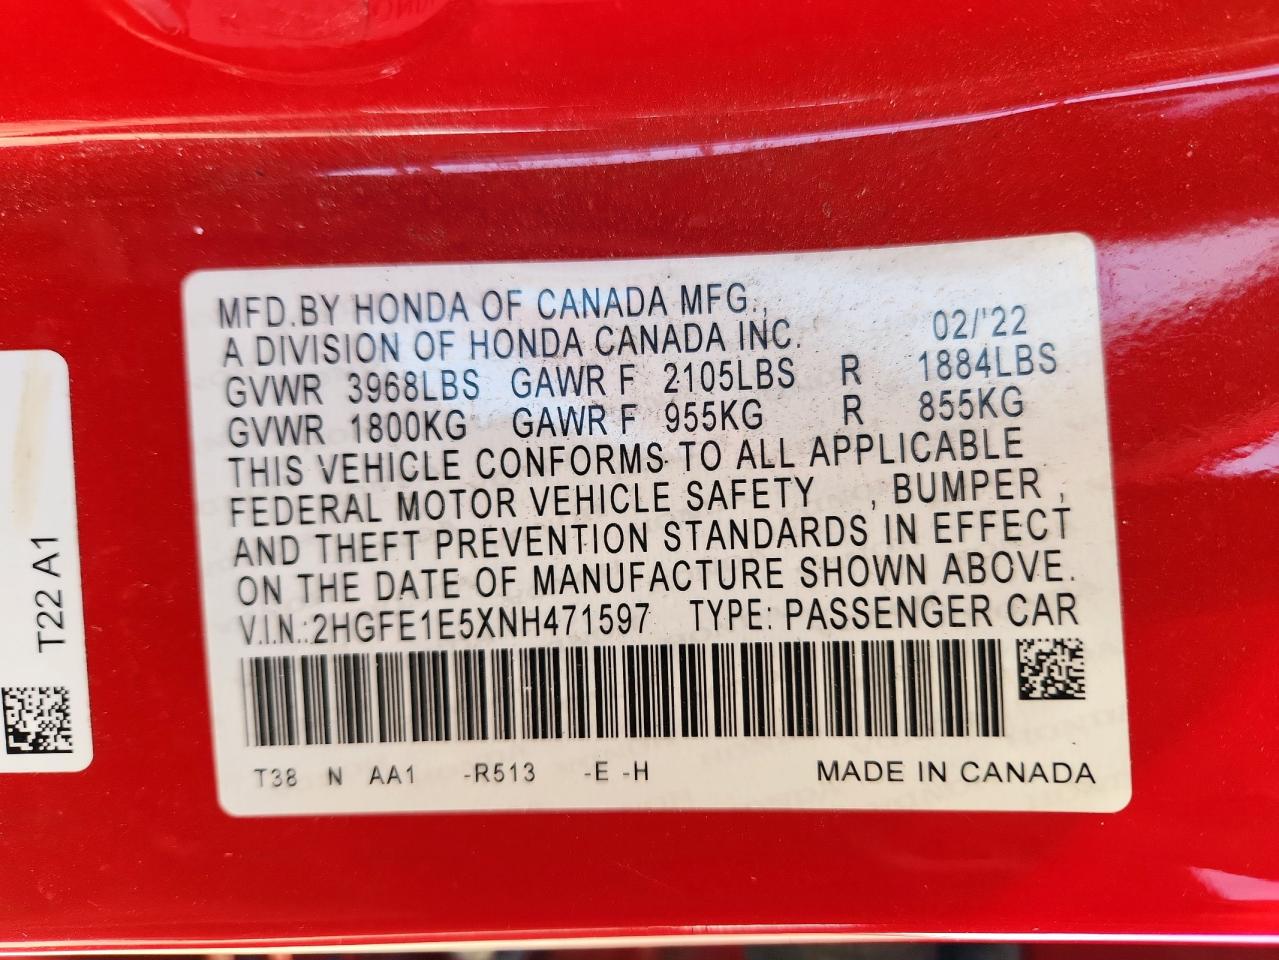 MFD.BY HONDA OF CANADA MFG.,
A DIVISION OF HONDA CANADA INC. 02/'22
GVWR 3968LBS GAWR F 2105LBS R 1884LBS
GVWR 1800KG GAWR F 955KG R 855KG
THIS VEHICLE CONFORMS TO ALL APPLICABLE
FEDERAL MOTOR VEHICLE SAFETY , BUMPER ,
AND THEFT PREVENTION STANDARDS IN EFFECT
ON THE DATE OF MANUFACTURE SHOWN ABOVE.
V.I.N.:2HGFE1E5XNH471597 TYPE: PASSENGER CAR
T38 N AA1 -R513 -E -H MADE IN CANADA
T22 A1